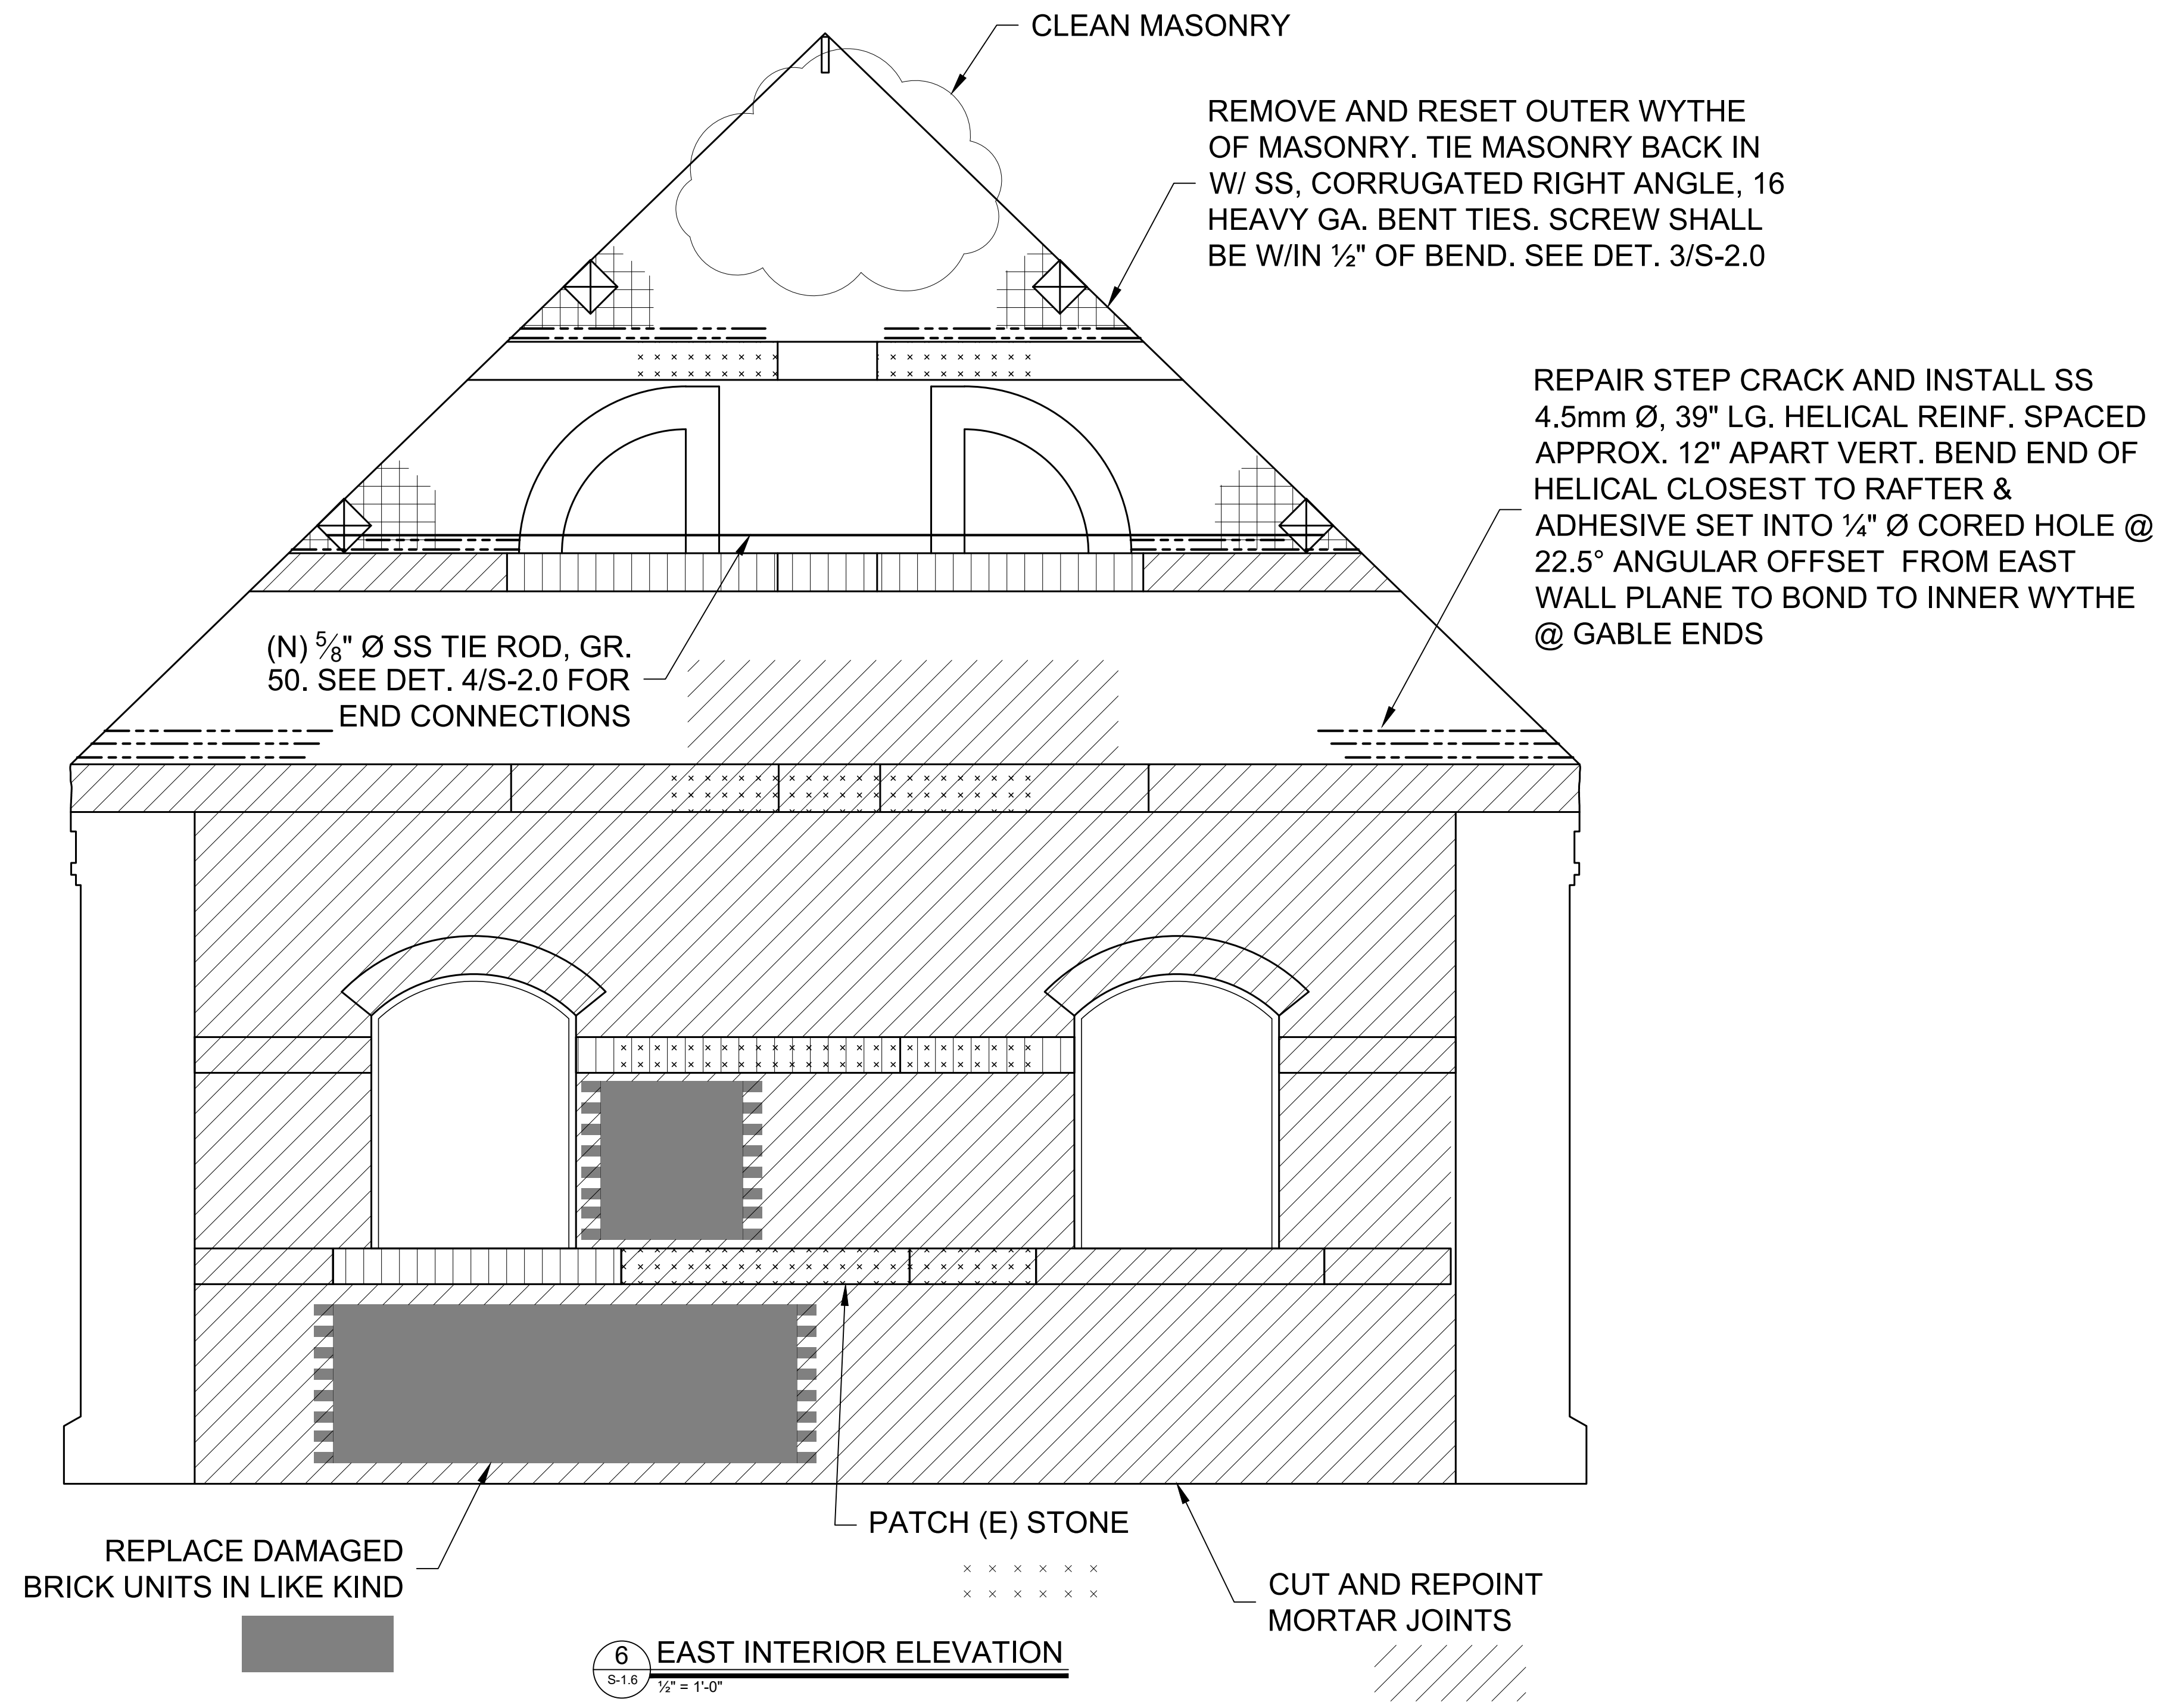 CLEAN MASONRY
REMOVE AND RESET OUTER WYTHE
OF MASONRY. TIE MASONRY BACK IN
W/ SS, CORRUGATED RIGHT ANGLE, 16
HEAVY GA. BENT TIES. SCREW SHALL
BE W/IN ½" OF BEND. SEE DET. 3/S-2.0
REPAIR STEP CRACK AND INSTALL SS
4.5mm Ø, 39" LG. HELICAL REINF. SPACED
APPROX. 12" APART VERT. BEND END OF
HELICAL CLOSEST TO RAFTER &
ADHESIVE SET INTO ¼" Ø CORED HOLE @
22.5° ANGULAR OFFSET FROM EAST
WALL PLANE TO BOND TO INNER WYTHE
@ GABLE ENDS
(N) ⅝" Ø SS TIE ROD, GR.
50. SEE DET. 4/S-2.0 FOR
END CONNECTIONS
PATCH (E) STONE
REPLACE DAMAGED
BRICK UNITS IN LIKE KIND
CUT AND REPOINT
MORTAR JOINTS
6
S-1.6
EAST INTERIOR ELEVATION
½" = 1'-0"